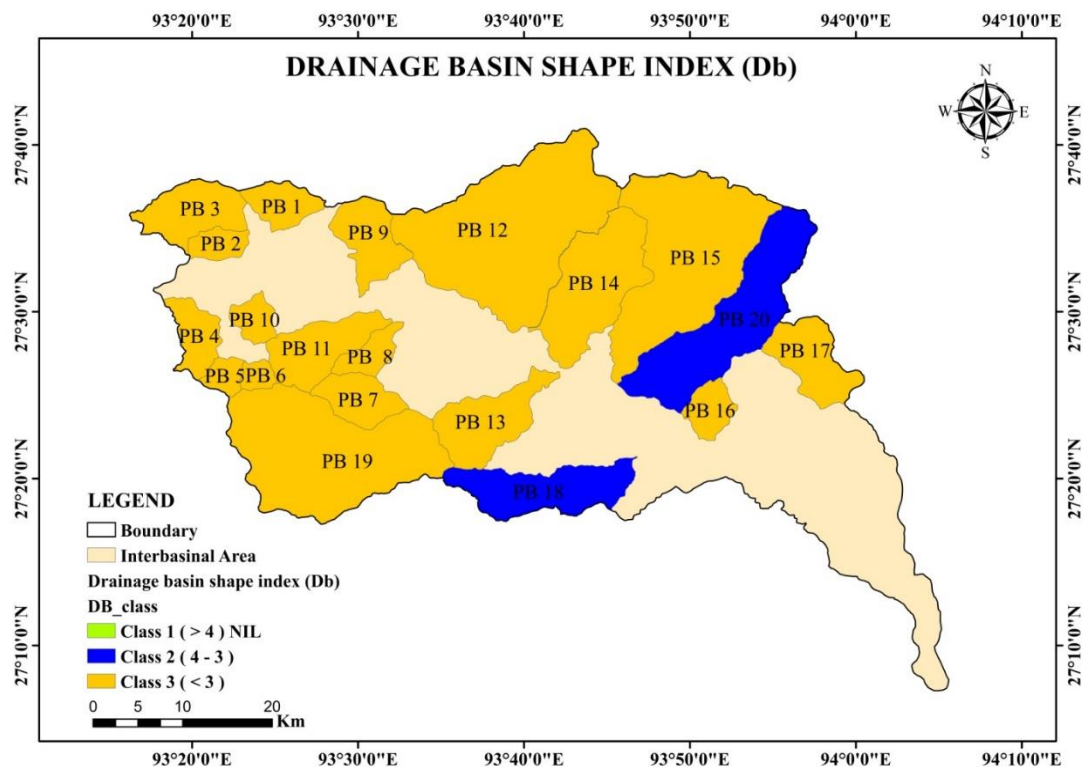 93°20'0"E 93°30'0"E 93°40'0"E 93°50'0"E 94°0'0"E 94°10'0"E
DRAINAGE BASIN SHAPE INDEX (Db)
N
W E
S
27°40'0"N 27°40'0"N
PB 3 PB 1
PB 2 PB 9 PB 12
PB 15
PB 14
27°30'0"N 27°30'0"N
PB 10 PB 20
PB 4
PB 11 PB 8 PB 17
PB 5 PB 6
PB 7 PB 16
PB 13
PB 19
27°20'0"N 27°20'0"N
PB 18
LEGEND
Boundary
Interbasinal Area
Drainage basin shape index (Db)
DB_class
Class 1 ( > 4 ) NIL
27°10'0"N 27°10'0"N
Class 2 ( 4 - 3 )
Class 3 ( < 3 )
0 5 10 20
Km
93°20'0"E 93°30'0"E 93°40'0"E 93°50'0"E 94°0'0"E 94°10'0"E